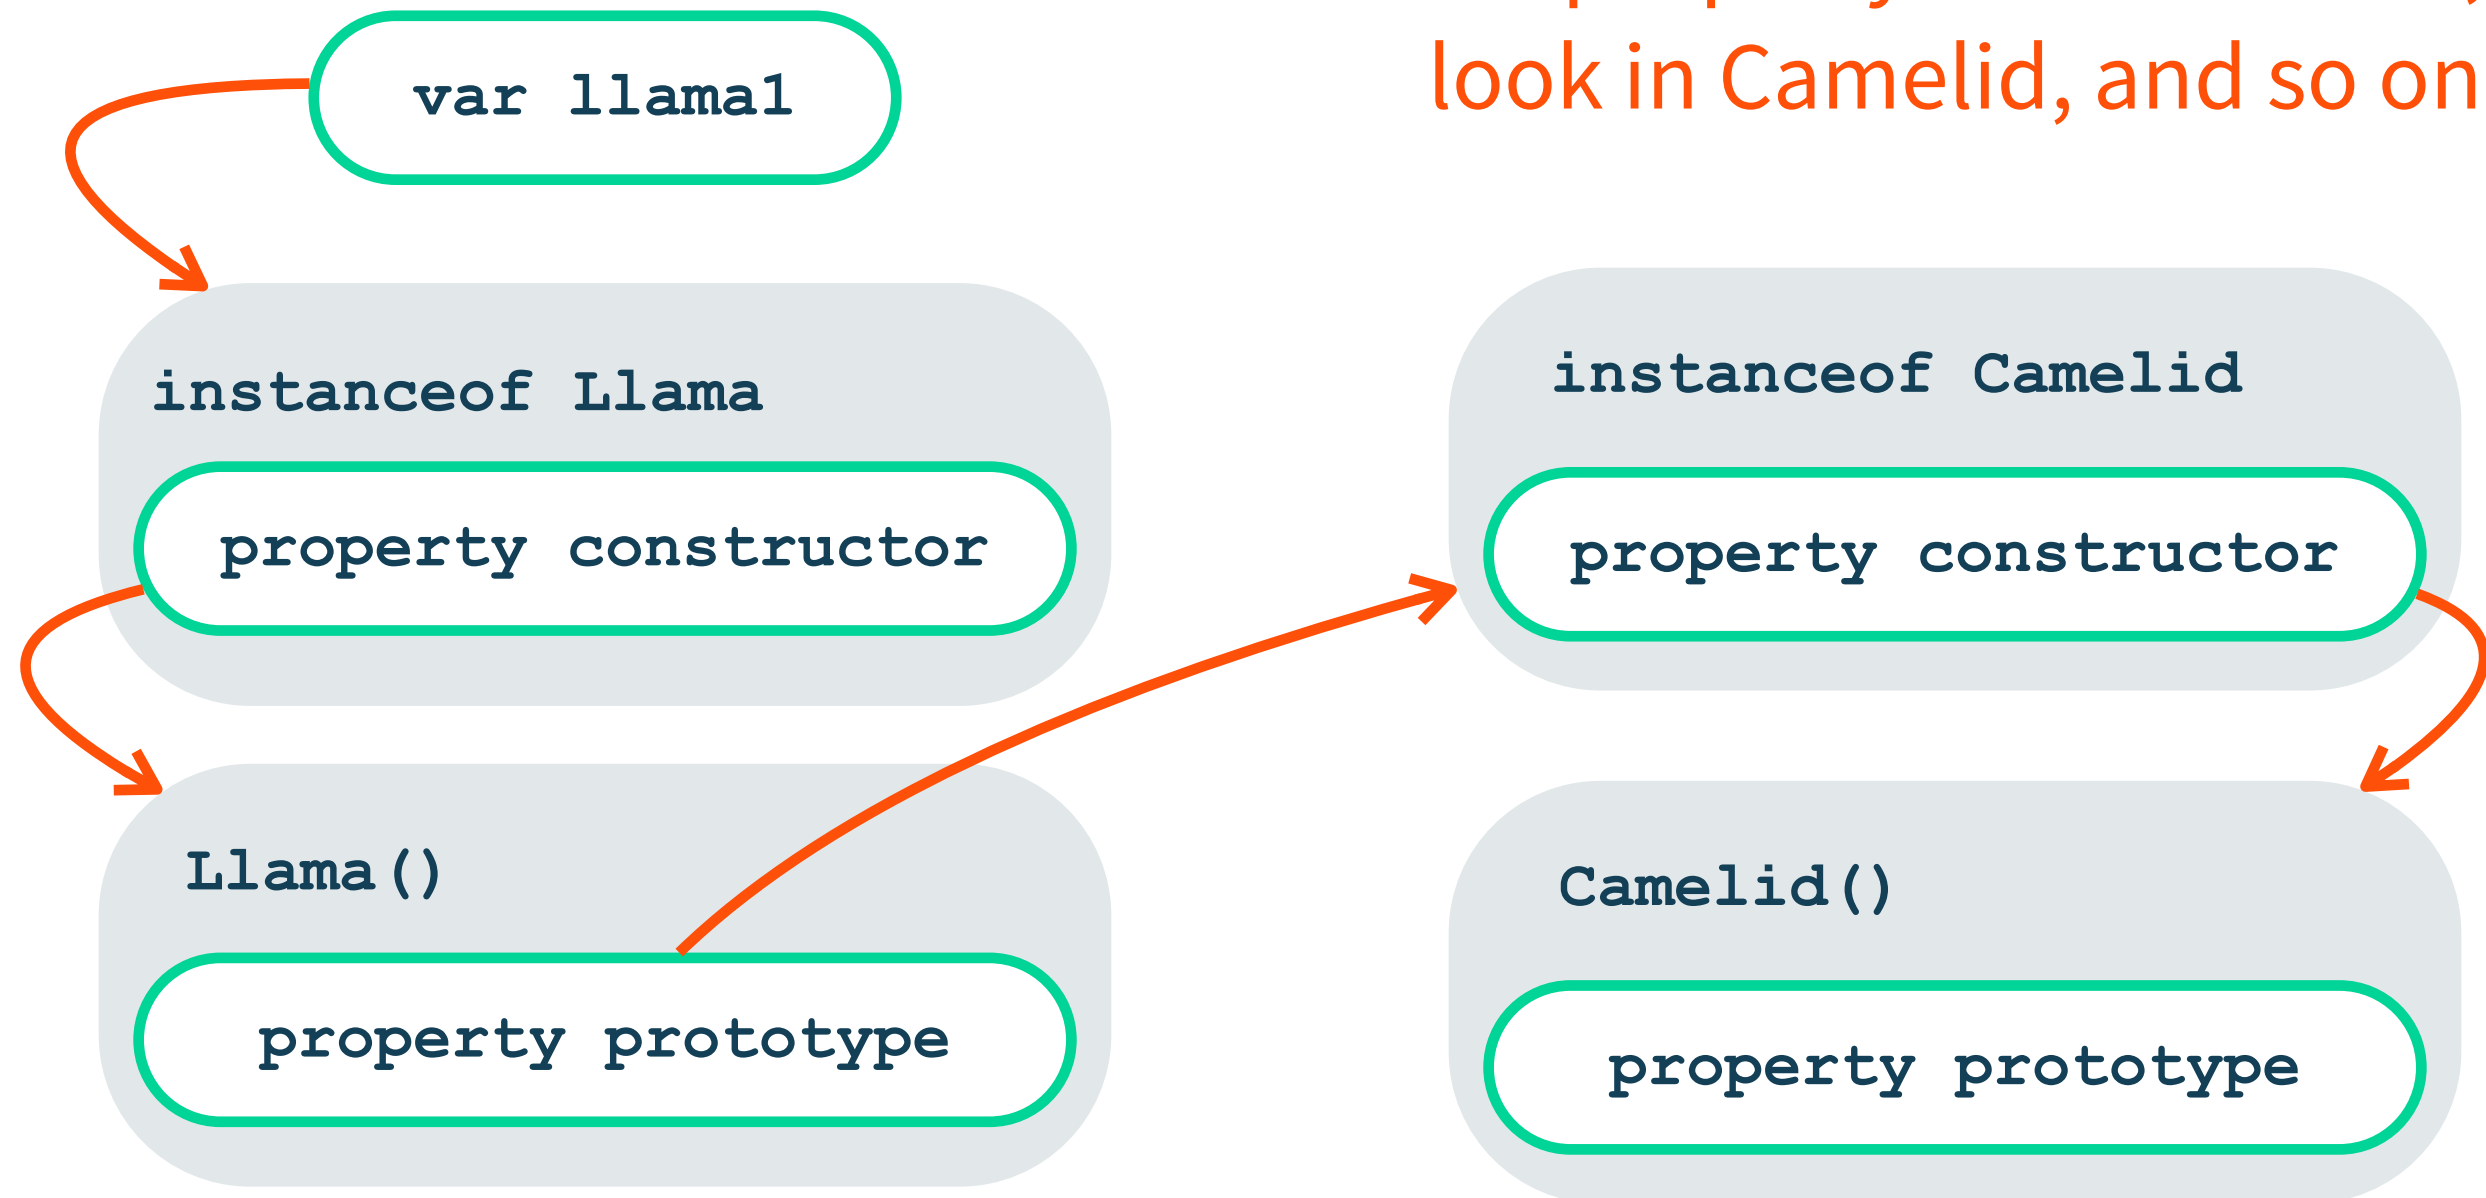 look in Camelid, and so on
var llama1
instanceof Llama
property constructor
Llama()
property prototype
instanceof Camelid
property constructor
Camelid()
property prototype